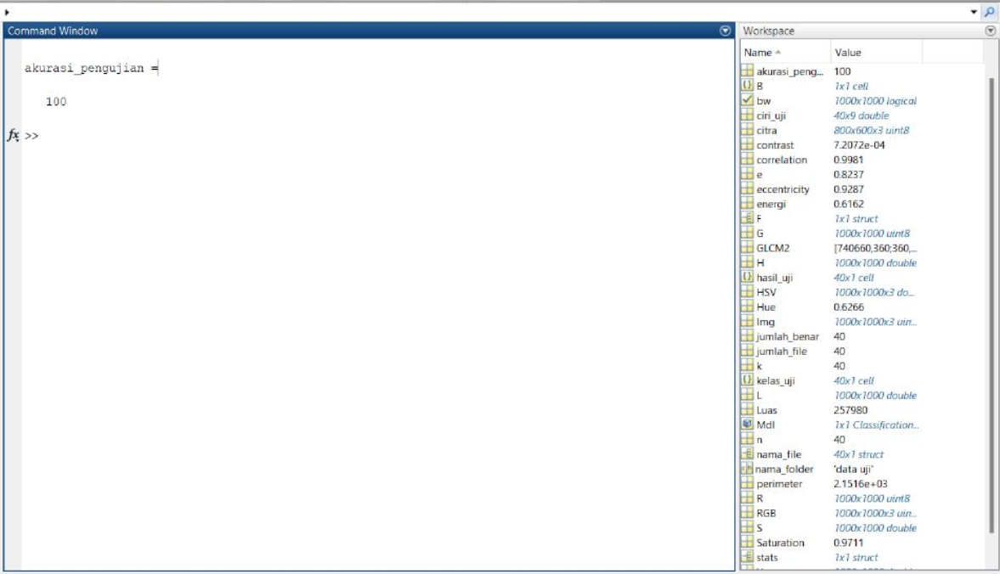 Command Window
akurasi_pengujian =
100
fx >>
Workspace
Name Value
akurasi_peng... 100
B 1x1 cell
bw 1000x1000 logical
ciri_uji 40x9 double
citra 800x600x3 uint8
contrast 7.2072e-04
correlation 0.9981
e 0.8237
eccentricity 0.9287
energi 0.6162
F 1x1 struct
G 1000x1000 uint8
GLCM2 [740660,360;360,...
H 1000x1000 double
hasil_uji 40x1 cell
HSV 1000x1000x3 do...
Hue 0.6266
Img 1000x1000x3 uin...
jumlah_benar 40
jumlah_file 40
k 40
kelas_uji 40x1 cell
L 1000x1000 double
Luas 257980
Mdl 1x1 Classification...
n 40
nama_file 40x1 struct
nama_folder 'data uji'
perimeter 2.1516e+03
R 1000x1000 uint8
RGB 1000x1000x3 uin...
S 1000x1000 double
Saturation 0.9711
stats 1x1 struct